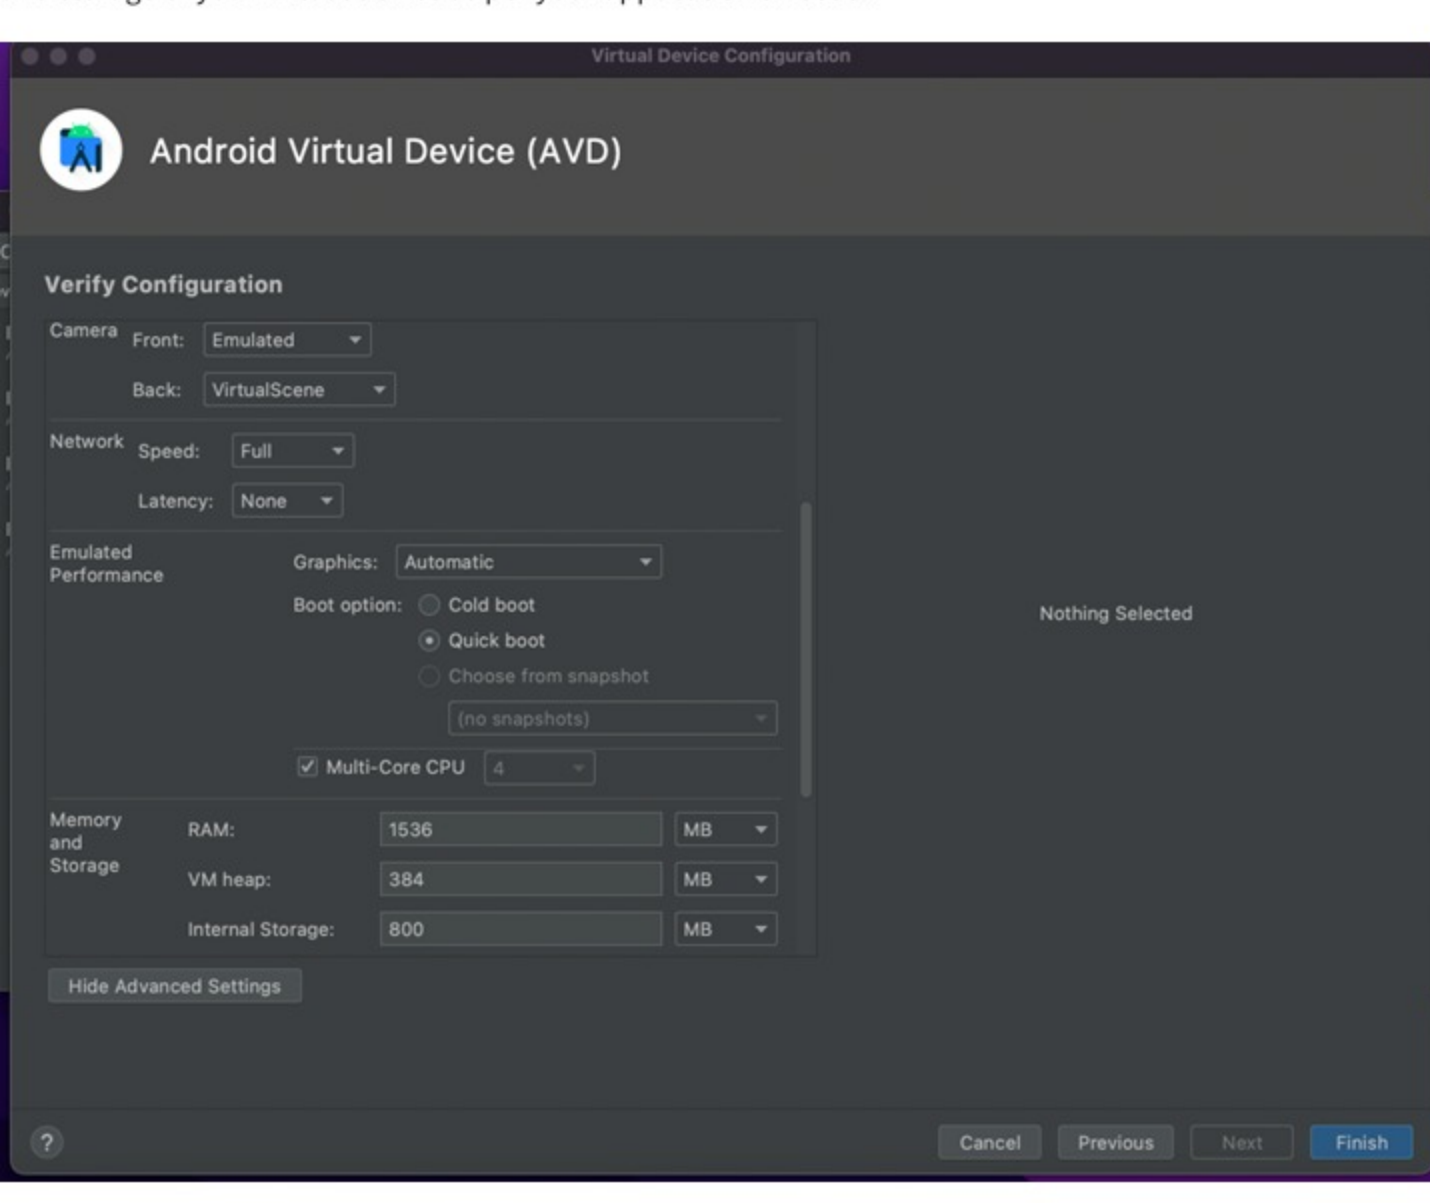 Virtual Device Configuration
Android Virtual Device (AVD)
Verify Configuration
Camera Front: Emulated
Back: VirtualScene
Network Speed: Full
Latency: None
Emulated
Performance
Graphics: Automatic
Boot option: Cold boot
Quick boot
Choose from snapshot
(no snapshots)
Multi-Core CPU 4
Nothing Selected
Memory
and
Storage
RAM: 1536 MB
VM heap: 384 MB
Internal Storage: 800 MB
Hide Advanced Settings
? Cancel Previous Next Finish